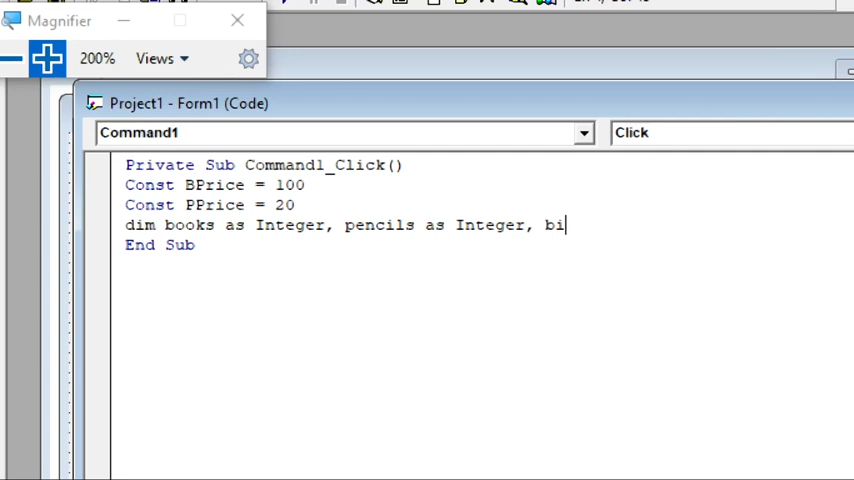 Magnifier
200% Views
Project1 - Form1 (Code)
Command1 Click
Private Sub Command1_Click()
Const BPrice = 100
Const PPrice = 20
dim books as Integer, pencils as Integer, bi
End Sub